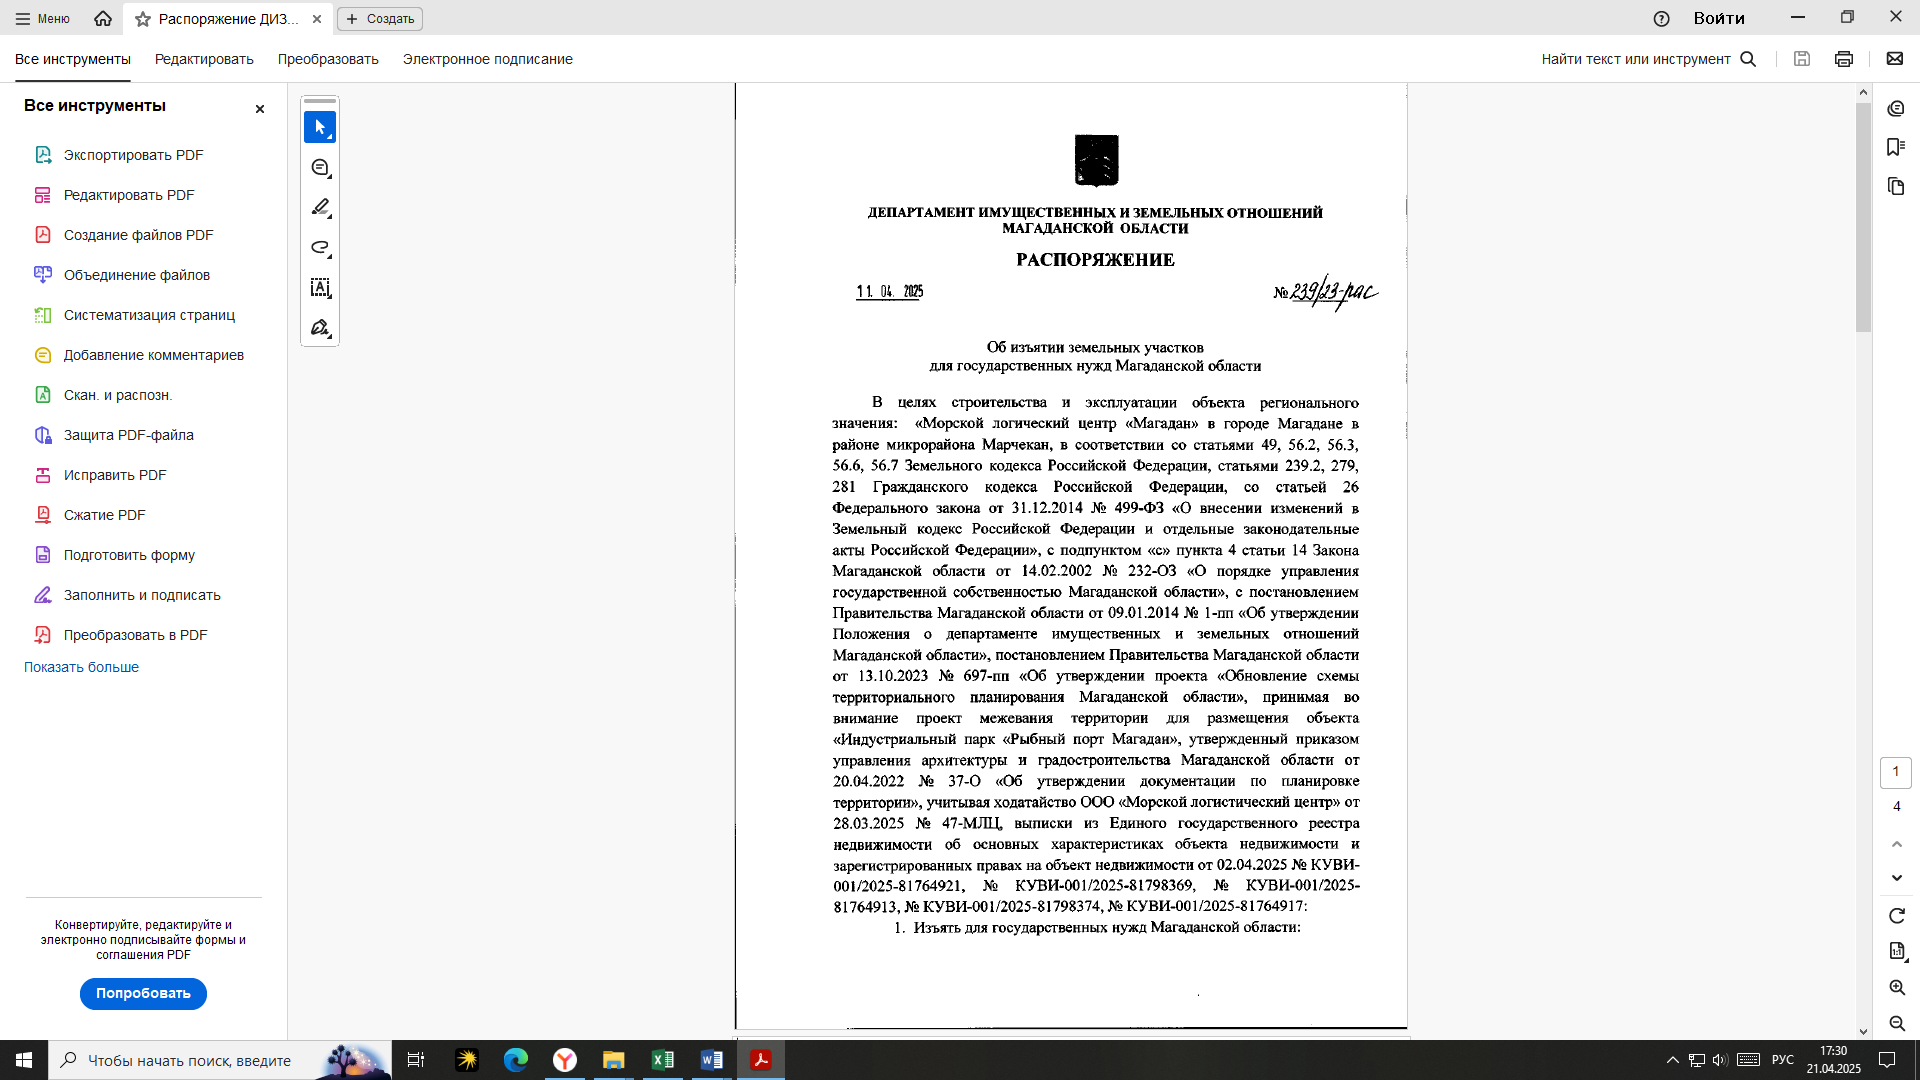 Меню
Распоряжение ДИЗ...
Создать
Войти
Все инструменты
Редактировать
Преобразовать
Электронное подписание
Найти текст или инструмент
Все инструменты
Экспортировать PDF
Редактировать PDF
Создание файлов PDF
Объединение файлов
Систематизация страниц
Добавление комментариев
Скан. и распозн.
Защита PDF-файла
Исправить PDF
Сжатие PDF
Подготовить форму
Заполнить и подписать
Преобразовать в PDF
Показать больше
Конвертируйте, редактируйте и
электронно подписывайте формы и
соглашения PDF
Попробовать
ДЕПАРТАМЕНТ ИМУЩЕСТВЕННЫХ И ЗЕМЕЛЬНЫХ ОТНОШЕНИЙ
МАГАДАНСКОЙ ОБЛАСТИ
РАСПОРЯЖЕНИЕ
11. 04. 2025
№ 239/23-рас
Об изъятии земельных участков
для государственных нужд Магаданской области
В целях строительства и эксплуатации объекта регионального
значения: «Морской логический центр «Магадан» в городе Магадане в
районе микрорайона Марчекан, в соответствии со статьями 49, 56.2, 56.3,
56.6, 56.7 Земельного кодекса Российской Федерации, статьями 239.2, 279,
281 Гражданского кодекса Российской Федерации, со статьей 26
Федерального закона от 31.12.2014 № 499-ФЗ «О внесении изменений в
Земельный кодекс Российской Федерации и отдельные законодательные
акты Российской Федерации», с подпунктом «с» пункта 4 статьи 14 Закона
Магаданской области от 14.02.2002 № 232-ОЗ «О порядке управления
государственной собственностью Магаданской области», с постановлением
Правительства Магаданской области от 09.01.2014 № 1-пп «Об утверждении
Положения о департаменте имущественных и земельных отношений
Магаданской области», постановлением Правительства Магаданской области
от 13.10.2023 № 697-пп «Об утверждении проекта «Обновление схемы
территориального планирования Магаданской области», принимая во
внимание проект межевания территории для размещения объекта
«Индустриальный парк «Рыбный порт Магадан», утвержденный приказом
управления архитектуры и градостроительства Магаданской области от
20.04.2022 № 37-О «Об утверждении документации по планировке
территории», учитывая ходатайство ООО «Морской логистический центр» от
28.03.2025 № 47-МЛЦ, выписки из Единого государственного реестра
недвижимости об основных характеристиках объекта недвижимости и
зарегистрированных правах на объект недвижимости от 02.04.2025 № КУВИ-
001/2025-81764921, № КУВИ-001/2025-81798369, № КУВИ-001/2025-
81764913, № КУВИ-001/2025-81798374, № КУВИ-001/2025-81764917:
1. Изъять для государственных нужд Магаданской области:
1
4
Чтобы начать поиск, введите
РУС
17:30
21.04.2025